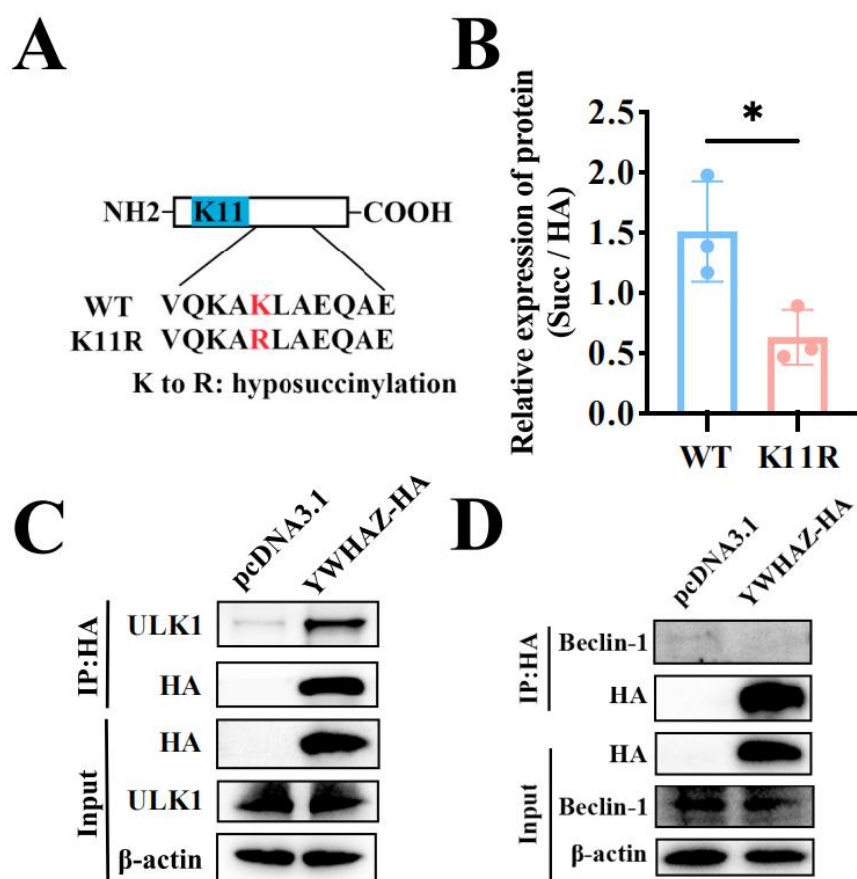 A
NH2
K11
COOH
WT VQKAKLAEQAE
K11R VQKARLAEQAE
K to R: hyposuccinylation
B
Relative expression of protein
(Succ / HA)
2.5
2.0
1.5
1.0
0.5
0.0
*
WT K11R
C
pcDNA3.1
YWHAZ-HA
IP:HA
ULK1
HA
Input
HA
ULK1
β-actin
D
pcDNA3.1
YWHAZ-HA
IP:HA
Beclin-1
HA
Input
HA
Beclin-1
β-actin